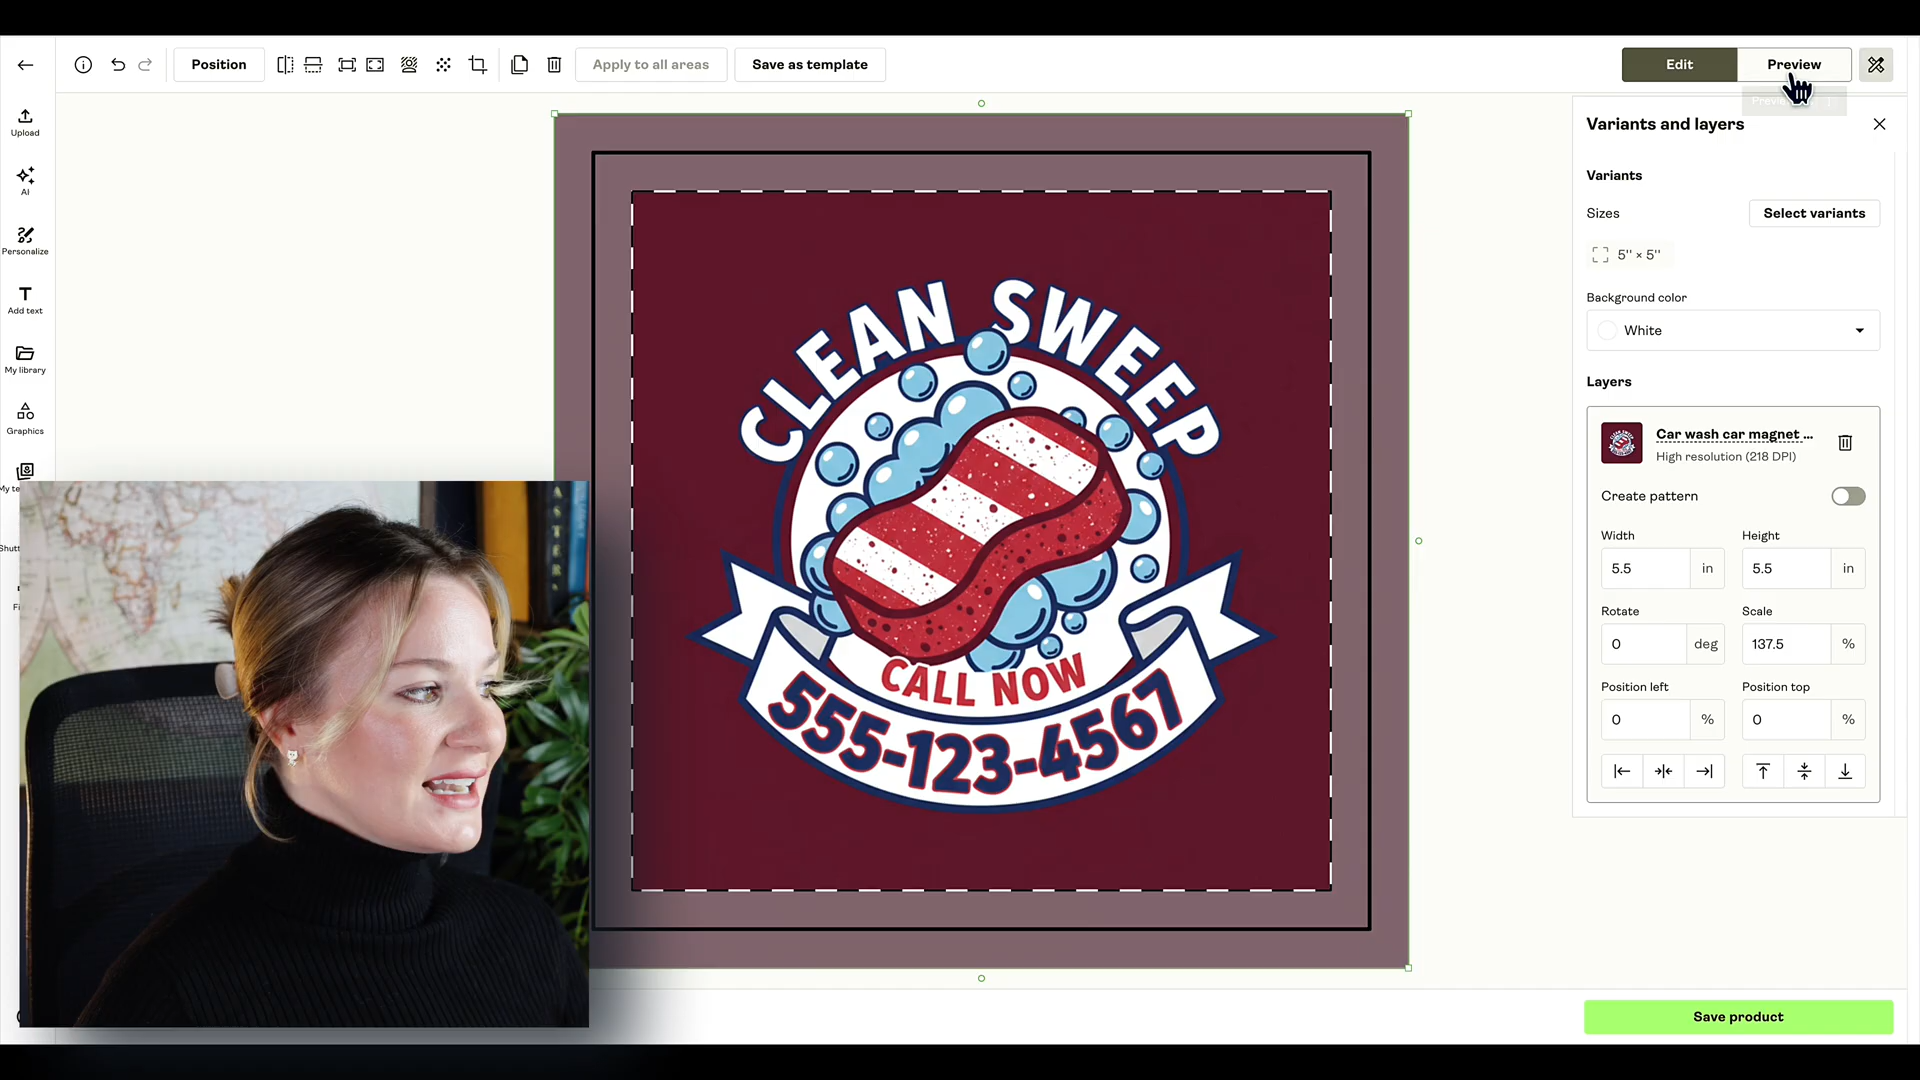 Position
Apply to all areas
Save as template
Edit
Preview
Upload
AI
Personalize
Add text
My library
Graphics
Variants and layers
Variants
Sizes
Select variants
5" × 5"
Background color
White
Layers
Car wash car magnet ...
High resolution (218 DPI)
Create pattern
Width
Height
5.5 in
5.5 in
Rotate
Scale
0 deg
137.5 %
Position left
Position top
0 %
0 %
Save product
CLEAN SWEEP
CALL NOW
555-123-4567